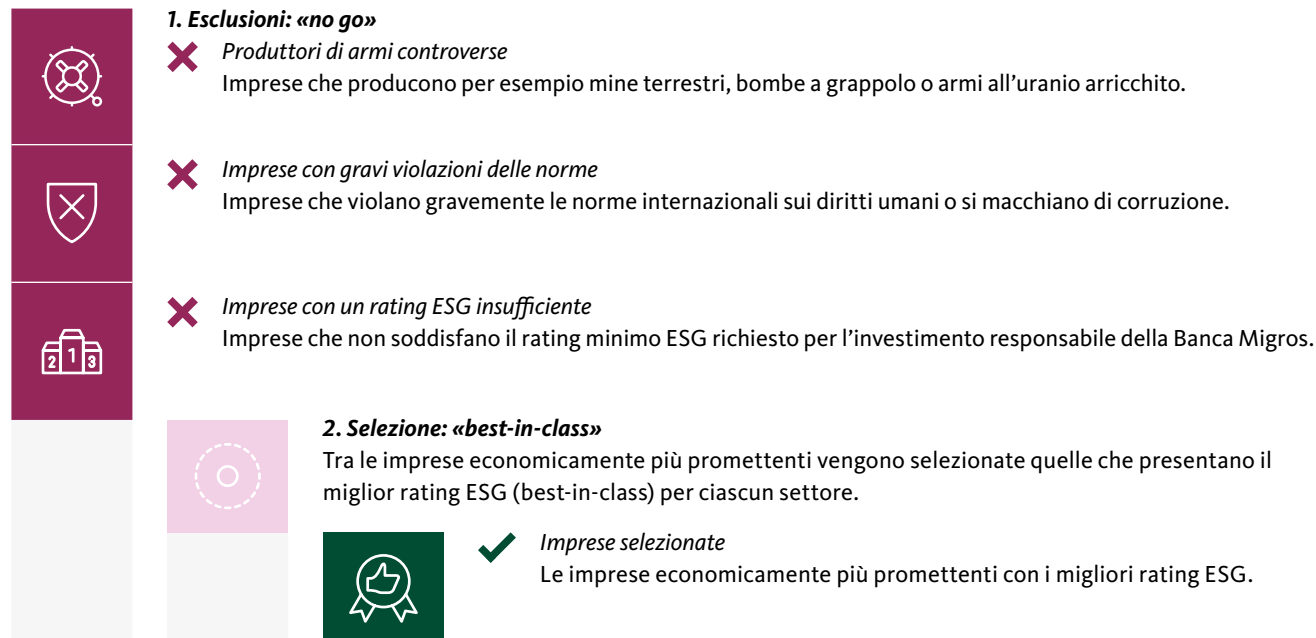 1. Esclusioni: «no go»
Produttori di armi controverse
Imprese che producono per esempio mine terrestri, bombe a grappolo o armi all’uranio arricchito.
Imprese con gravi violazioni delle norme
Imprese che violano gravemente le norme internazionali sui diritti umani o si macchiano di corruzione.
Imprese con un rating ESG insufficiente
Imprese che non soddisfano il rating minimo ESG richiesto per l’investimento responsabile della Banca Migros.
2 1 3
2. Selezione: «best-in-class»
Tra le imprese economicamente più promettenti vengono selezionate quelle che presentano il
miglior rating ESG (best-in-class) per ciascun settore.
Imprese selezionate
Le imprese economicamente più promettenti con i migliori rating ESG.